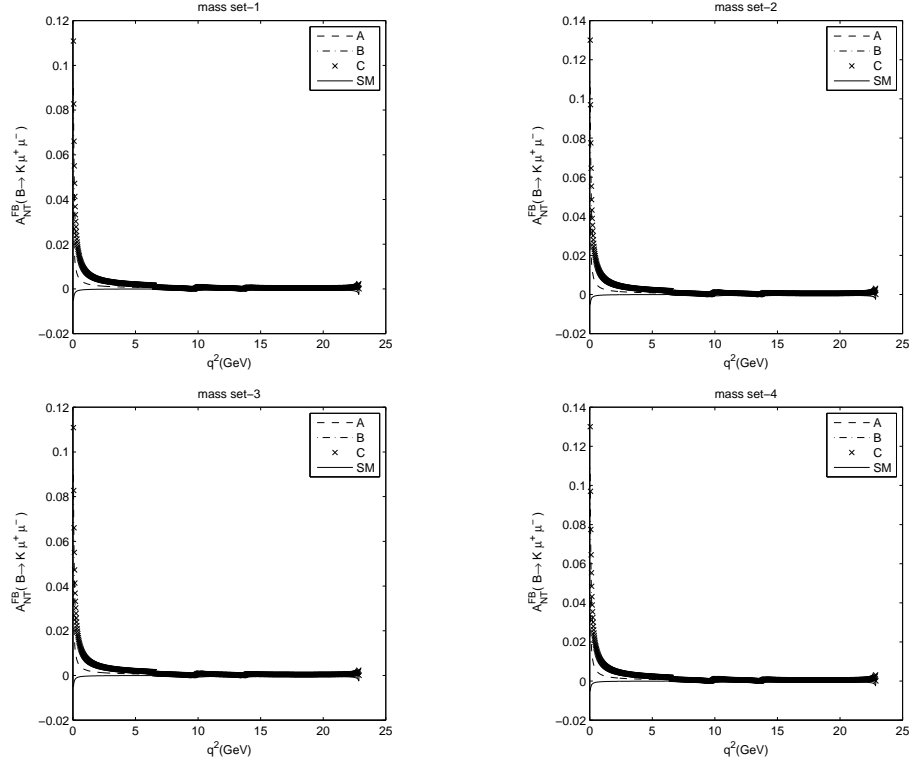 mass set−1
0.12
0.1
0.08
0.06
0.04
0.02
0
−0.02
A_NT^FB( B→ K μ^+ μ^−)
0 5 10 15 20 25
q^2(GeV)
A
B
C
SM
mass set−2
0.14
0.12
0.1
0.08
0.06
0.04
0.02
0
−0.02
A_NT^FB( B→ K μ^+ μ^−)
0 5 10 15 20 25
q^2(GeV)
A
B
C
SM
mass set−3
0.12
0.1
0.08
0.06
0.04
0.02
0
−0.02
A_NT^FB( B→ K μ^+ μ^−)
0 5 10 15 20 25
q^2(GeV)
A
B
C
SM
mass set−4
0.14
0.12
0.1
0.08
0.06
0.04
0.02
0
−0.02
A_NT^FB( B→ K μ^+ μ^−)
0 5 10 15 20 25
q^2(GeV)
A
B
C
SM